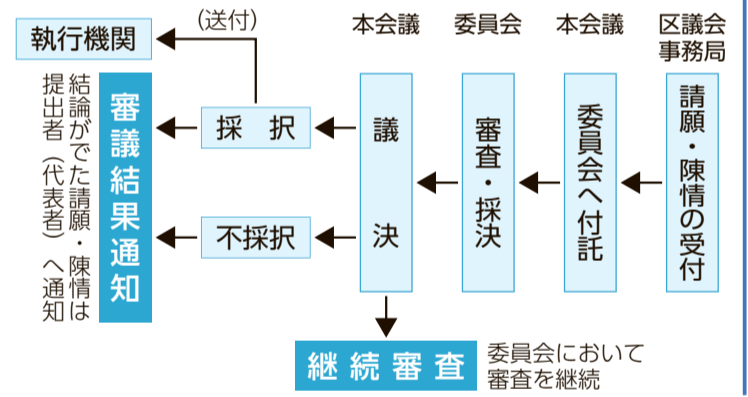 区議会
事務局
請願・陳情の受付
本会議
委員会へ付託
委員会
審査・採決
本会議
議決
採択
(送付)
執行機関
不採択
審議結果通知
結論がでた請願・陳情は
提出者（代表者）へ通知
継続審査
委員会において
審査を継続